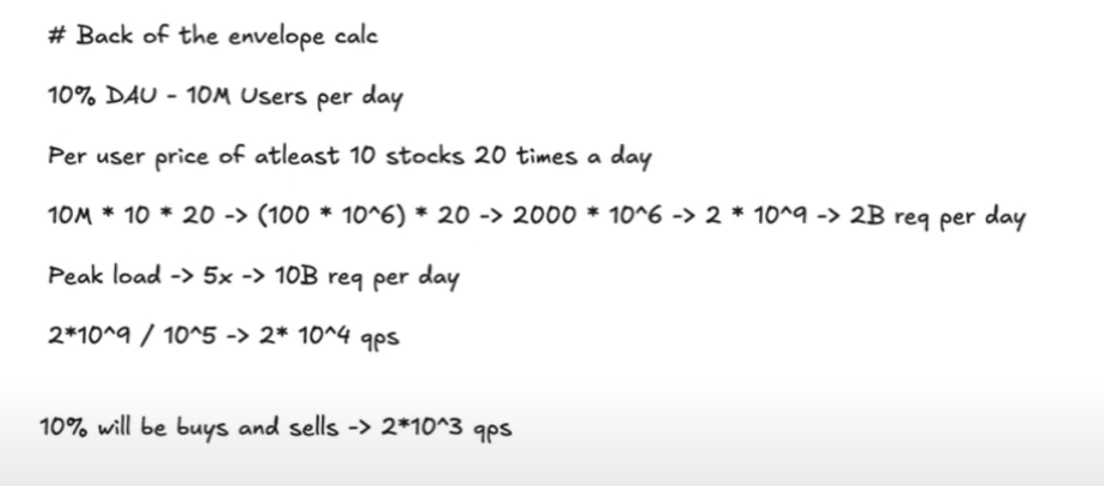 # Back of the envelope calc
10% DAU - 10M Users per day
Per user price of atleast 10 stocks 20 times a day
10M * 10 * 20 -> (100 * 10^6) * 20 -> 2000 * 10^6 -> 2 * 10^9 -> 2B req per day
Peak load -> 5x -> 10B req per day
2*10^9 / 10^5 -> 2* 10^4 qps
10% will be buys and sells -> 2*10^3 qps